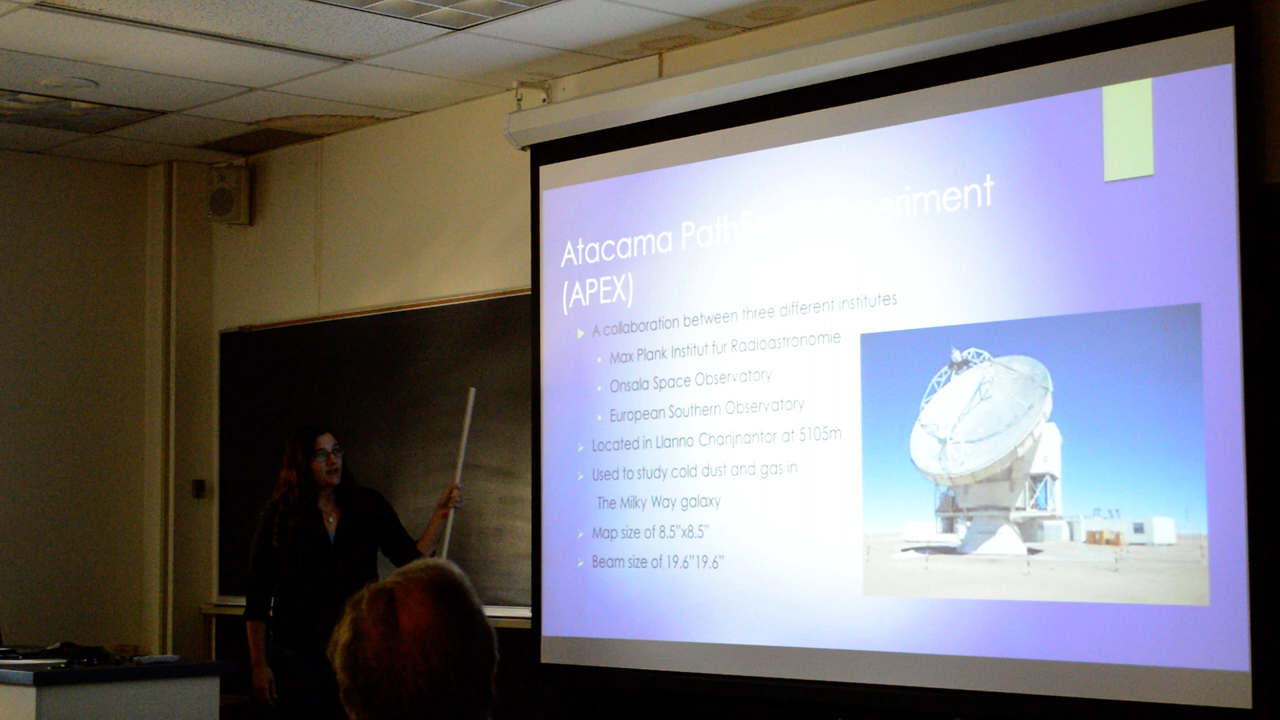 Atacama Pathfinder Experiment
(APEX)
A collaboration between three different institutes
Max Plank Institut fur Radioastronomie
Onsala Space Observatory
European Southern Observatory
Located in Llanno Chanjnantor at 5105m
Used to study cold dust and gas in
The Milky Way galaxy
Map size of 8.5"x8.5"
Beam size of 19.6"19.6"